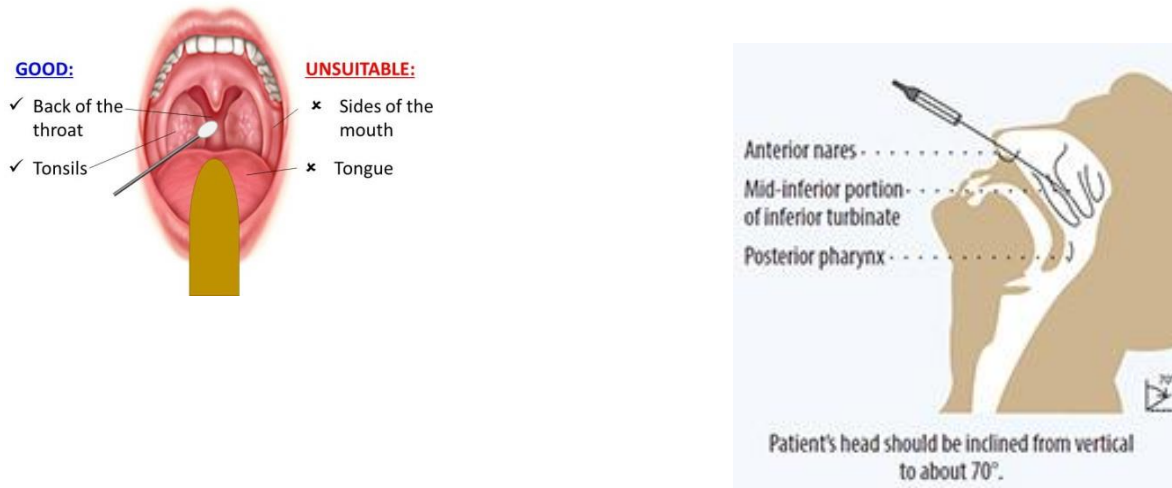 GOOD:
✓ Back of the
throat
✓ Tonsils
UNSUITABLE:
× Sides of the
mouth
× Tongue
Anterior nares
Mid-inferior portion
of inferior turbinate
Posterior pharynx
70°
Patient's head should be inclined from vertical
to about 70°.